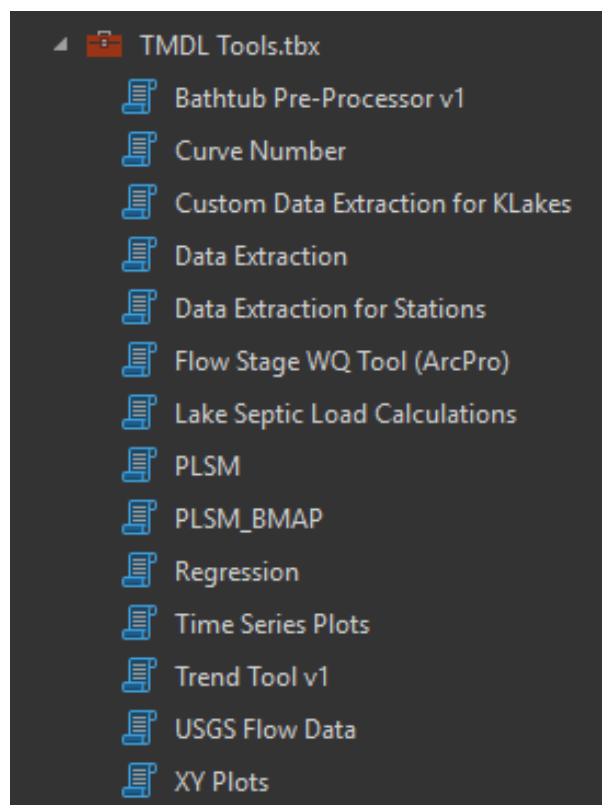 TMDL Tools.tbx
Bathtub Pre-Processor v1
Curve Number
Custom Data Extraction for KLakes
Data Extraction
Data Extraction for Stations
Flow Stage WQ Tool (ArcPro)
Lake Septic Load Calculations
PLSM
PLSM_BMAP
Regression
Time Series Plots
Trend Tool v1
USGS Flow Data
XY Plots